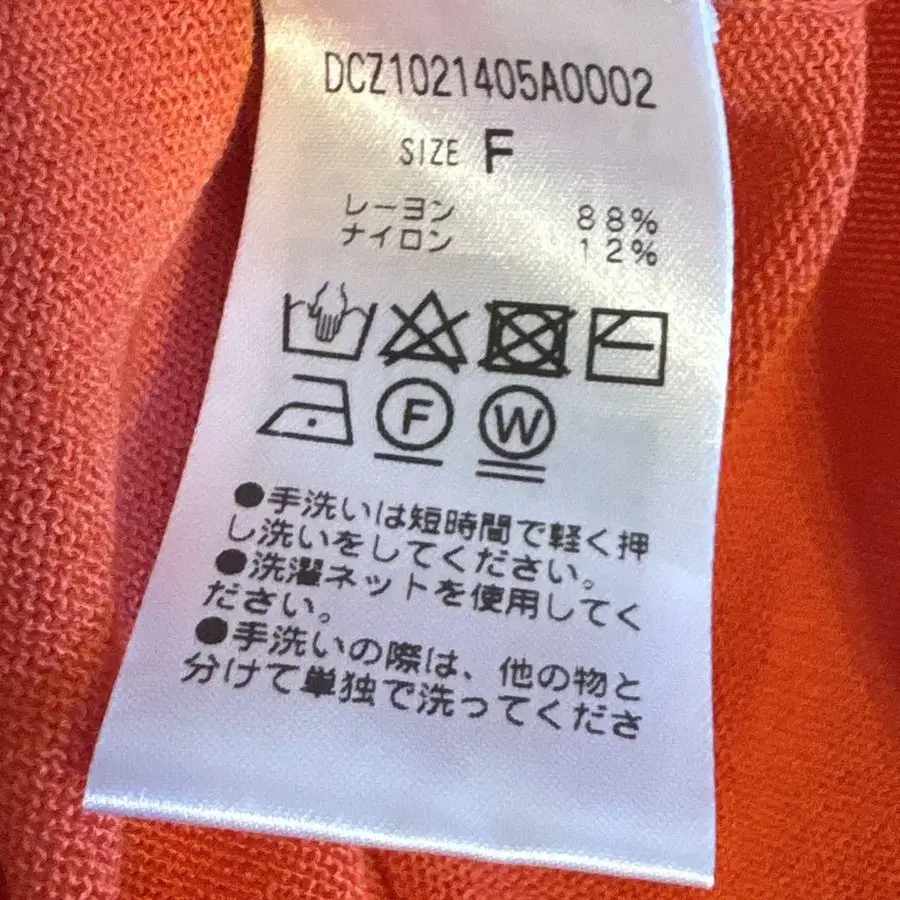 DCZ1021405A0002
SIZE F
レーヨン 88%
ナイロン 12%
F W
●手洗いは短時間で軽く押
し洗いをしてください。
●洗濯ネットを使用してく
ださい。
●手洗いの際は、他の物と
分けて単独で洗ってくださ